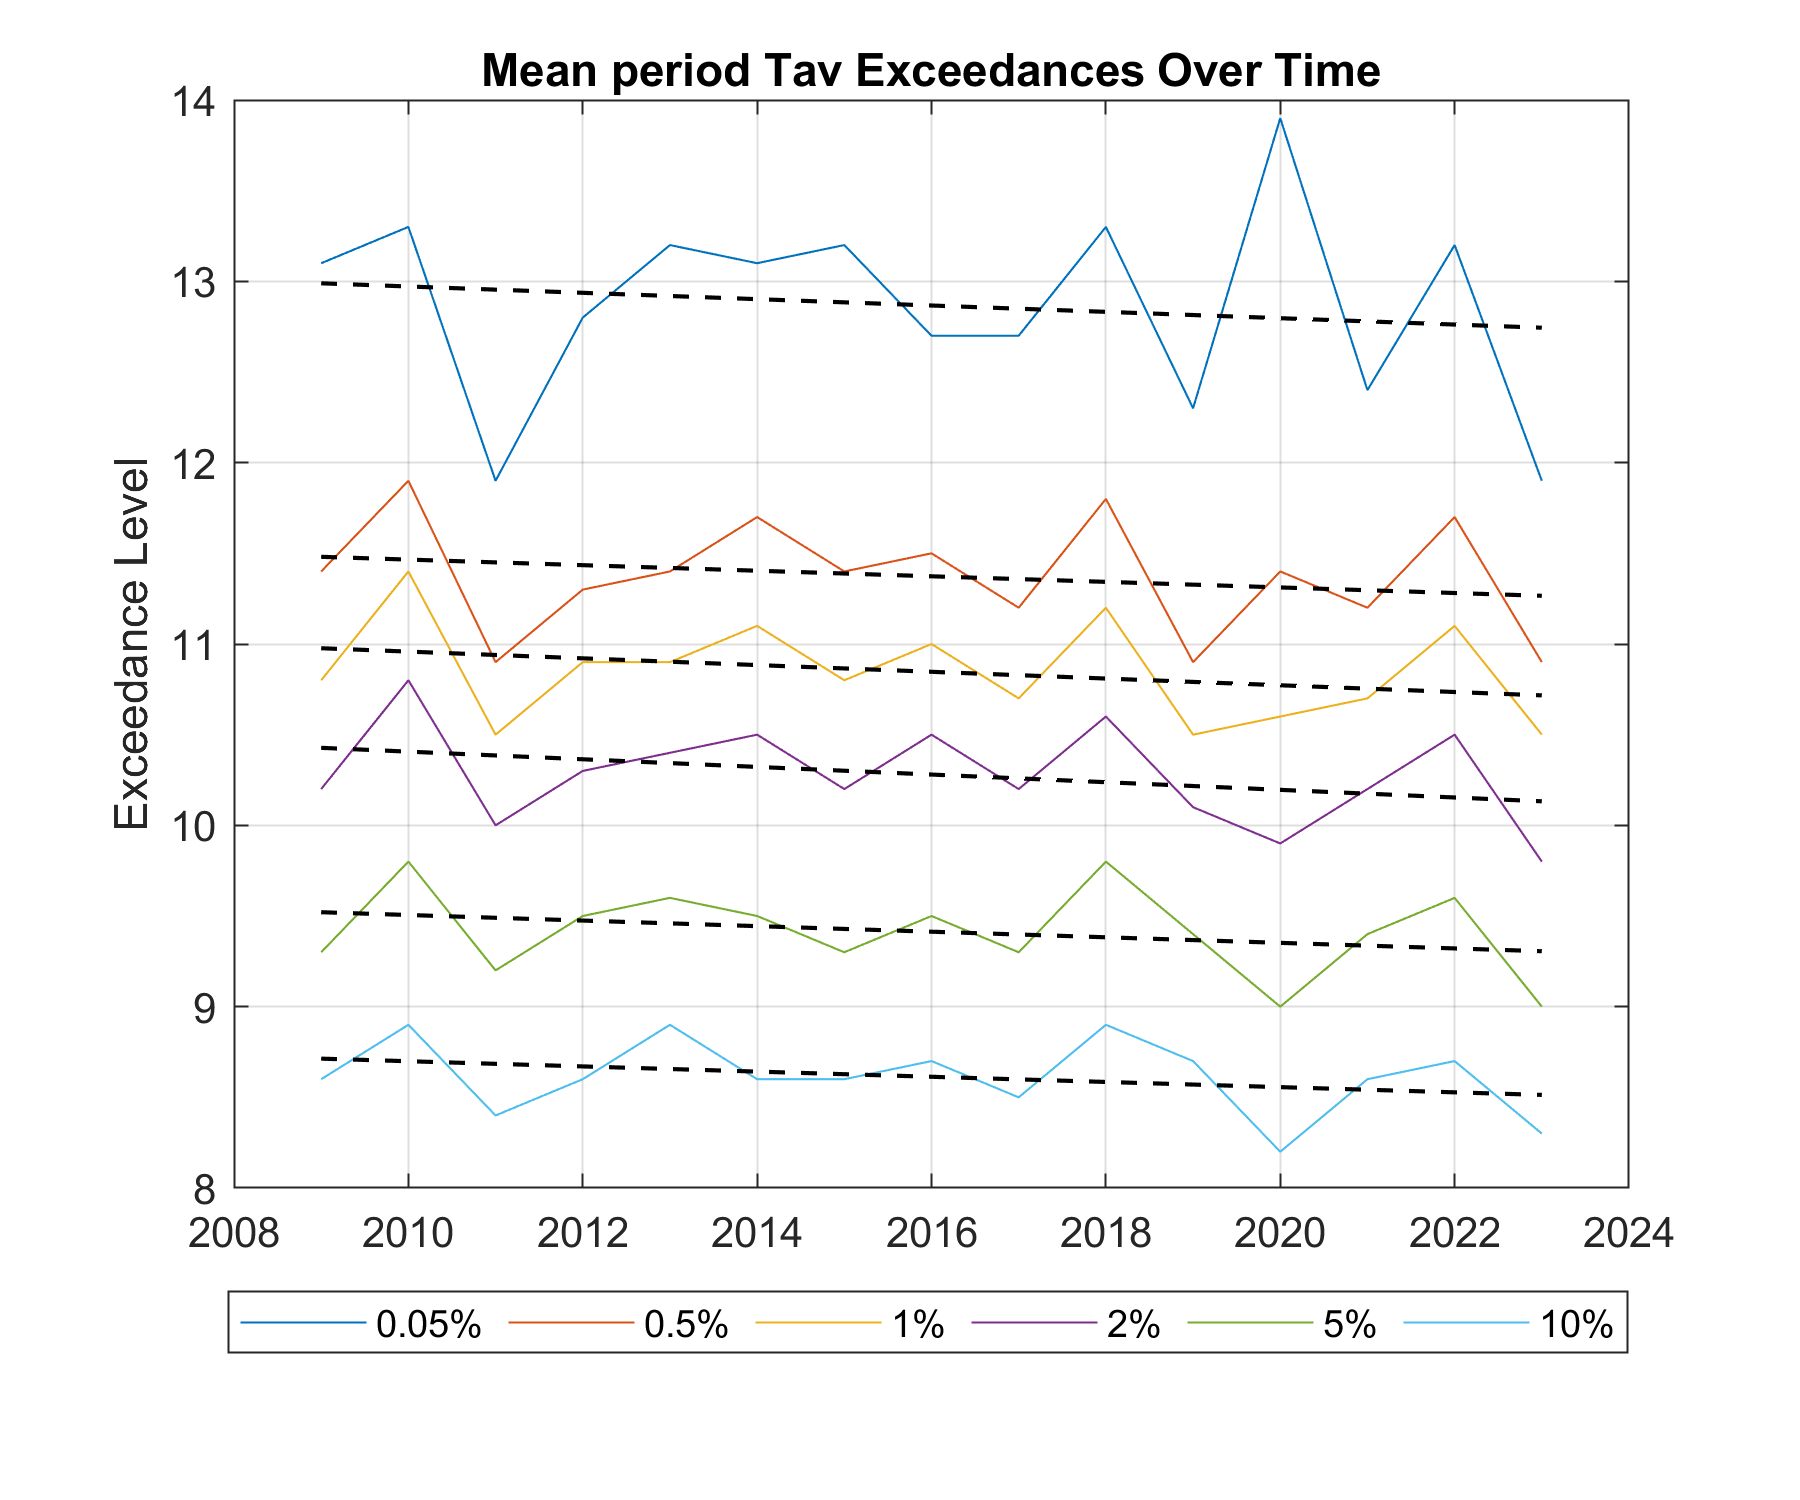 Mean period Tav Exceedances Over Time
14
13
12
11
10
9
8
Exceedance Level
2008 2010 2012 2014 2016 2018 2020 2022 2024
0.05% 0.5% 1% 2% 5% 10%